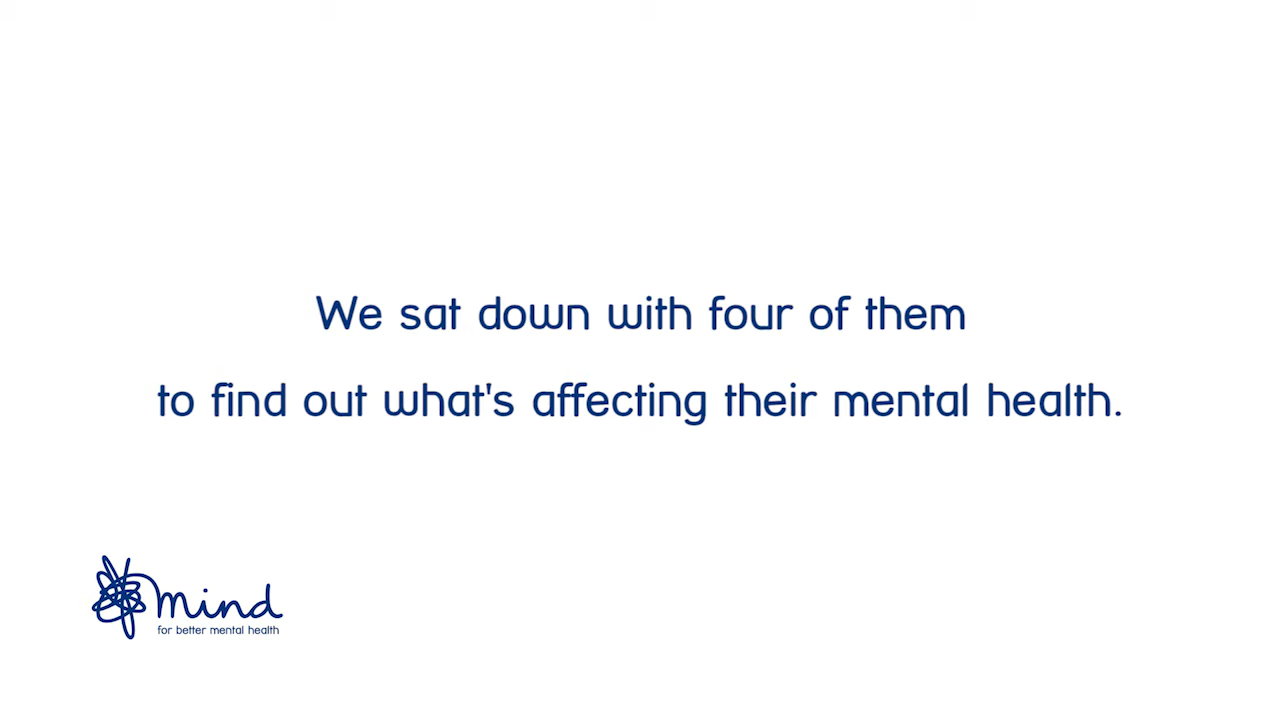 We sat down with four of them
to find out what's affecting their mental health.
mind
for better mental health